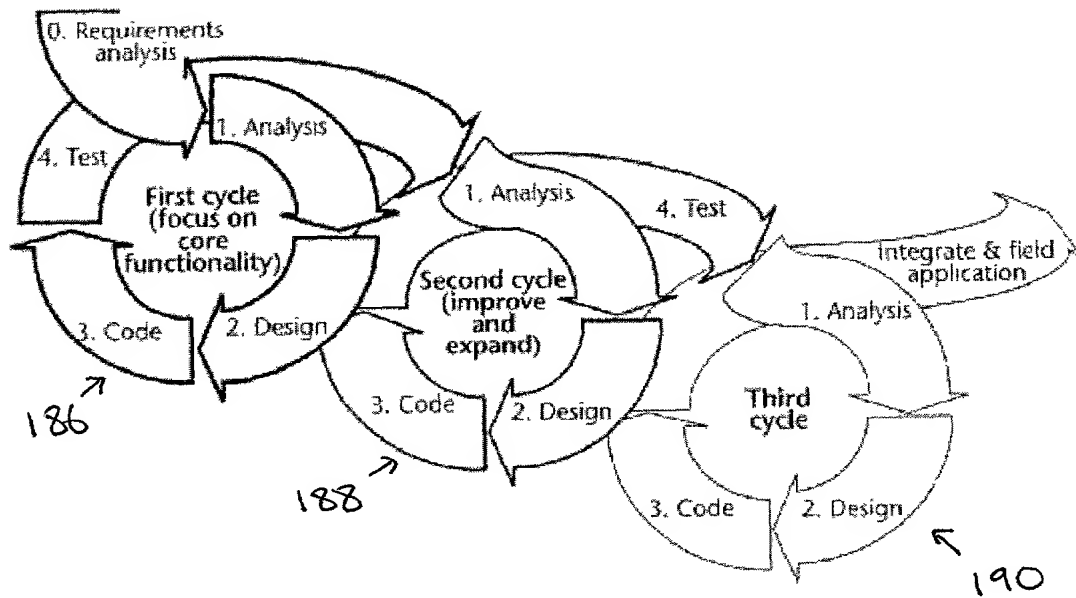 0. Requirements
analysis
1. Analysis
4. Test
First cycle
(focus on
core
functionality)
3. Code
2. Design
186
1. Analysis
4. Test
Second cycle
(improve
and
expand)
3. Code
2. Design
188
Integrate & field
application
1. Analysis
Third
cycle
3. Code
2. Design
190